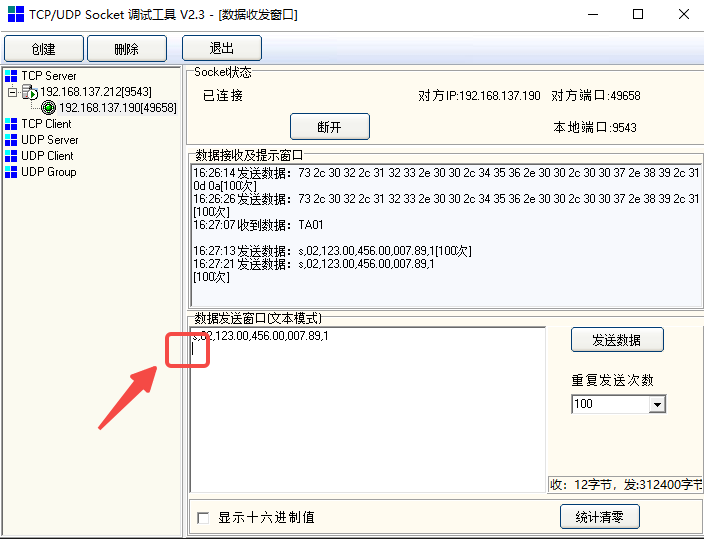 TCP/UDP Socket 调试工具 V2.3 - [数据收发窗口]
创建 删除 退出
TCP Server
192.168.137.212[9543]
192.168.137.190[49658]
TCP Client
UDP Server
UDP Client
UDP Group
Socket状态
已连接 对方IP:192.168.137.190 对方端口:49658
断开 本地端口:9543
数据接收及提示窗口
16:26:14 发送数据：73 2c 30 32 2c 31 32 33 2e 30 30 2c 34 35 36 2e 30 30 2c 30 30 37 2e 38 39 2c 31
0d 0a[100次]
16:26:26 发送数据：73 2c 30 32 2c 31 32 33 2e 30 30 2c 34 35 36 2e 30 30 2c 30 30 37 2e 38 39 2c 31
[100次]
16:27:07 收到数据：TA01
16:27:13 发送数据：s,02,123.00,456.00,007.89,1[100次]
16:27:21 发送数据：s,02,123.00,456.00,007.89,1
[100次]
数据发送窗口(文本模式)
s,02,123.00,456.00,007.89,1
发送数据
重复发送次数
100
收：12字节，发:312400字节
显示十六进制值 统计清零